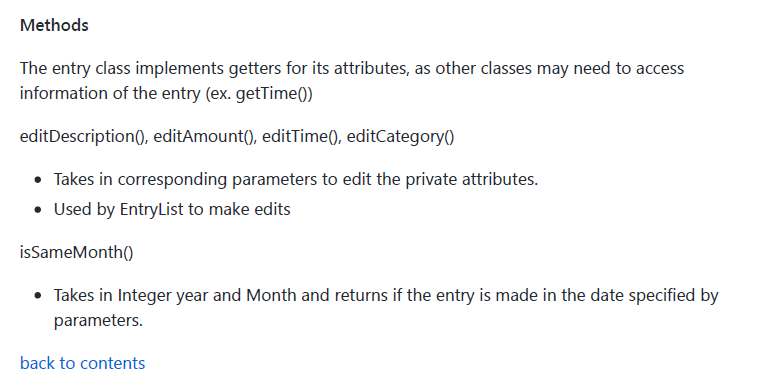 Methods
The entry class implements getters for its attributes, as other classes may need to access
information of the entry (ex. getTime())
editDescription(), editAmount(), editTime(), editCategory()
• Takes in corresponding parameters to edit the private attributes.
• Used by EntryList to make edits
isSameMonth()
• Takes in Integer year and Month and returns if the entry is made in the date specified by
parameters.
back to contents